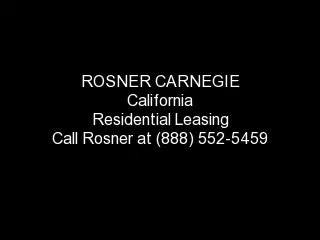 ROSNER CARNEGIE
California
Residential Leasing
Call Rosner at (888) 552-5459